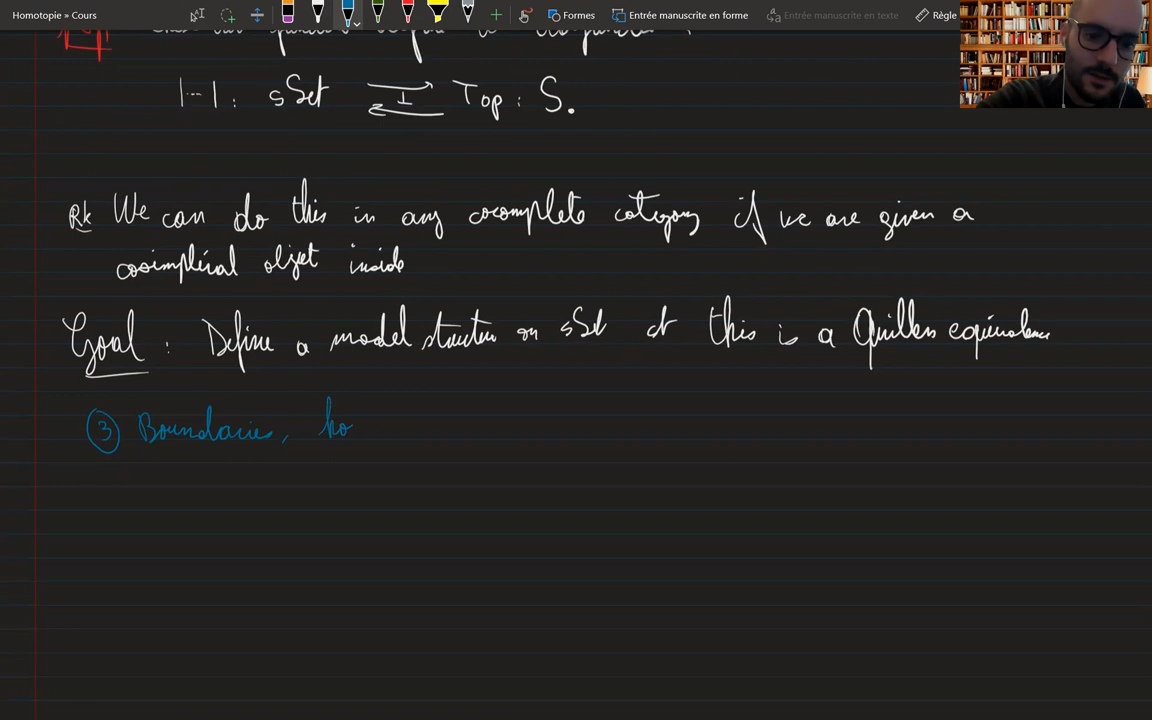 Homotopie » Cours
Formes
Entrée manuscrite en forme
Entrée manuscrite en texte
Règle
|-|: sSet ⇄ Top: S.
Rk We can do this in any cocomplete category if we are given a
cosimplicial objet inside
Goal : Define a model structure on sSet st this is a Quillen equivalence
③ Boundaries, ho